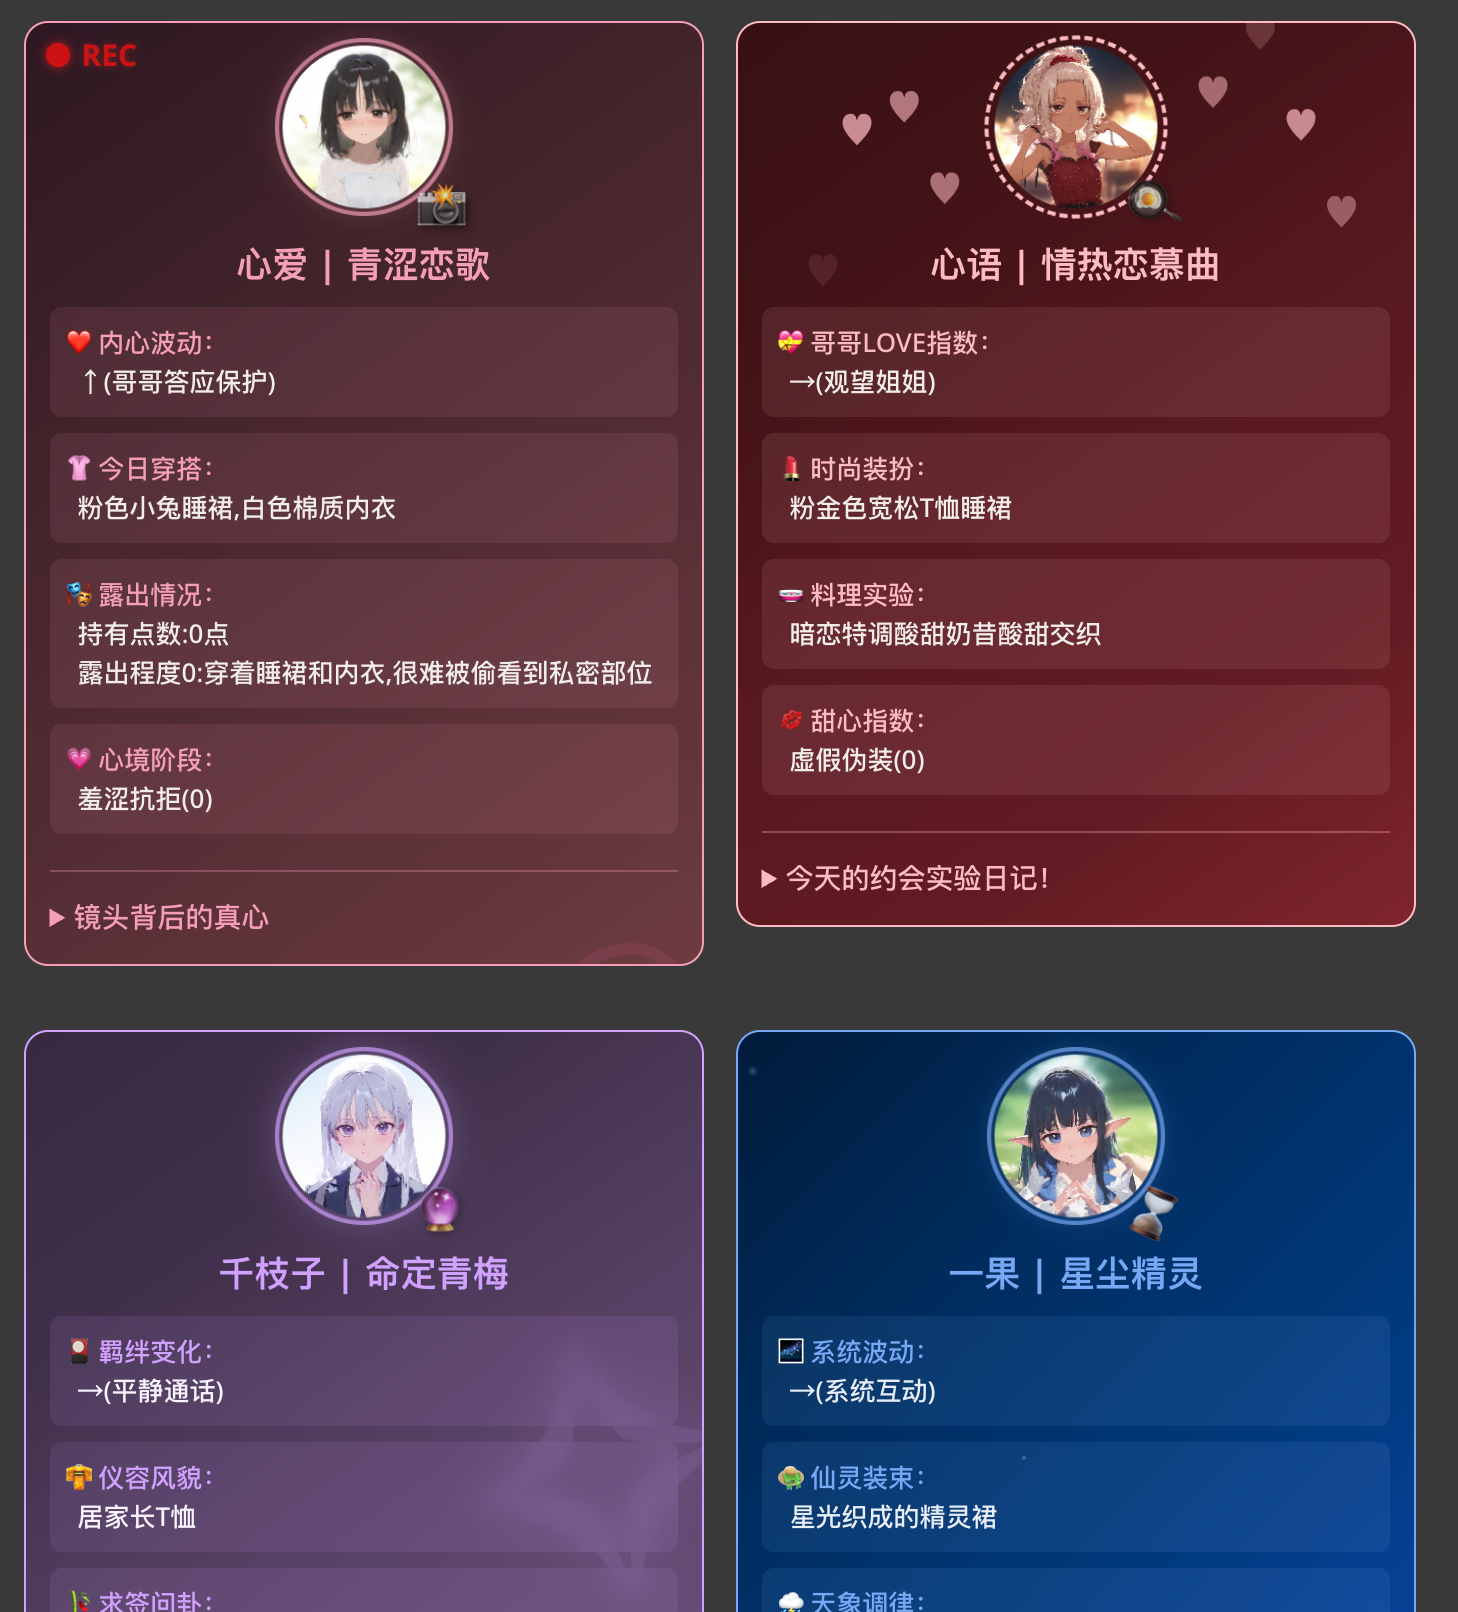 REC
心爱 | 青涩恋歌
内心波动：
↑(哥哥答应保护)
今日穿搭：
粉色小兔睡裙,白色棉质内衣
露出情况：
持有点数:0点
露出程度0:穿着睡裙和内衣,很难被偷看到私密部位
心境阶段：
羞涩抗拒(0)
▶ 镜头背后的真心
心语 | 情热恋慕曲
哥哥LOVE指数：
→(观望姐姐)
时尚装扮：
粉金色宽松T恤睡裙
料理实验：
暗恋特调酸甜奶昔酸甜交织
甜心指数：
虚假伪装(0)
▶ 今天的约会实验日记！
千枝子 | 命定青梅
羁绊变化：
→(平静通话)
仪容风貌：
居家长T恤
求签问卦：
一果 | 星尘精灵
系统波动：
→(系统互动)
仙灵装束：
星光织成的精灵裙
天象调律：